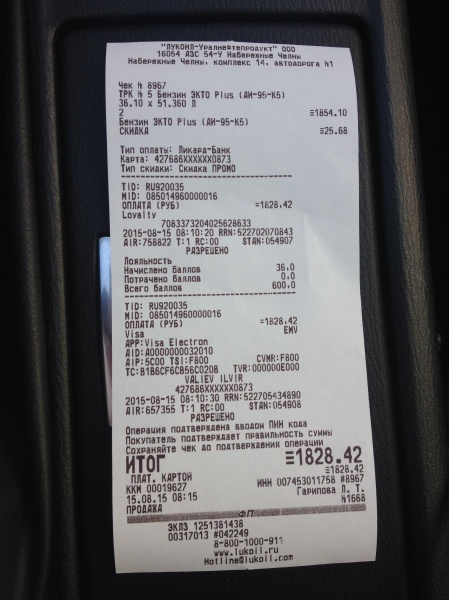 "ЛУКОИЛ-Уралнефтепродукт" ООО
16054 АЗС 54-У Набережные Челны
Набережные Челны, комплекс 14, автодорога №1
Чек № 8967
ТРК № 5 Бензин ЭКТО Plus (АИ-95-К5)
36.10 x 51.360 Л
2 ≡1854.10
Бензин ЭКТО Plus (АИ-95-К5)
СКИДКА ≡25.68
Тип оплаты: Ликард-Банк
Карта: 427686XXXXXX0873
Тип скидки: Скидка ПРОМО
TID: RU920035
MID: 085014960000016
ОПЛАТА (РУБ) =1828.42
Loyalty
7083373204025628633
2015-08-15 08:10:20 RRN:522702070843
AIR:758822 T:1 RC:00 STAN:054907
РАЗРЕШЕНО
Лояльность
Начислено баллов 36.0
Потрачено баллов 0.0
Всего баллов 600.0
TID: RU920035
MID: 085014960000016
ОПЛАТА (РУБ) =1828.42
Visa EMV
APP:Visa Electron
AID:A0000000032010
AIP:5C00 TSI:F800 CVMR:F800
TC:B1B6CF6CB56C020B TVR:000000E000
VALIEV ILVIR
427686XXXXXX0873
2015-08-15 08:10:30 RRN:522705434890
AIR:657355 T:1 RC:00 STAN:054908
РАЗРЕШЕНО
Операция подтверждена вводом ПИН кода
Покупатель подтверждает правильность суммы
Сохраняйте чек до подтверждения операции
ИТОГ ≡1828.42
ПЛАТ. КАРТОЙ ≡1828.42
ККМ 00019627 ИНН 007453011758 #8967
15.08.15 08:15 Гарипова Л. Т.
ПРОДАЖА №1668
ФП
ЭКЛЗ 1251381438
00317013 #042249
8-800-1000-911
www.lukoil.com
Hotline@lukoil.com